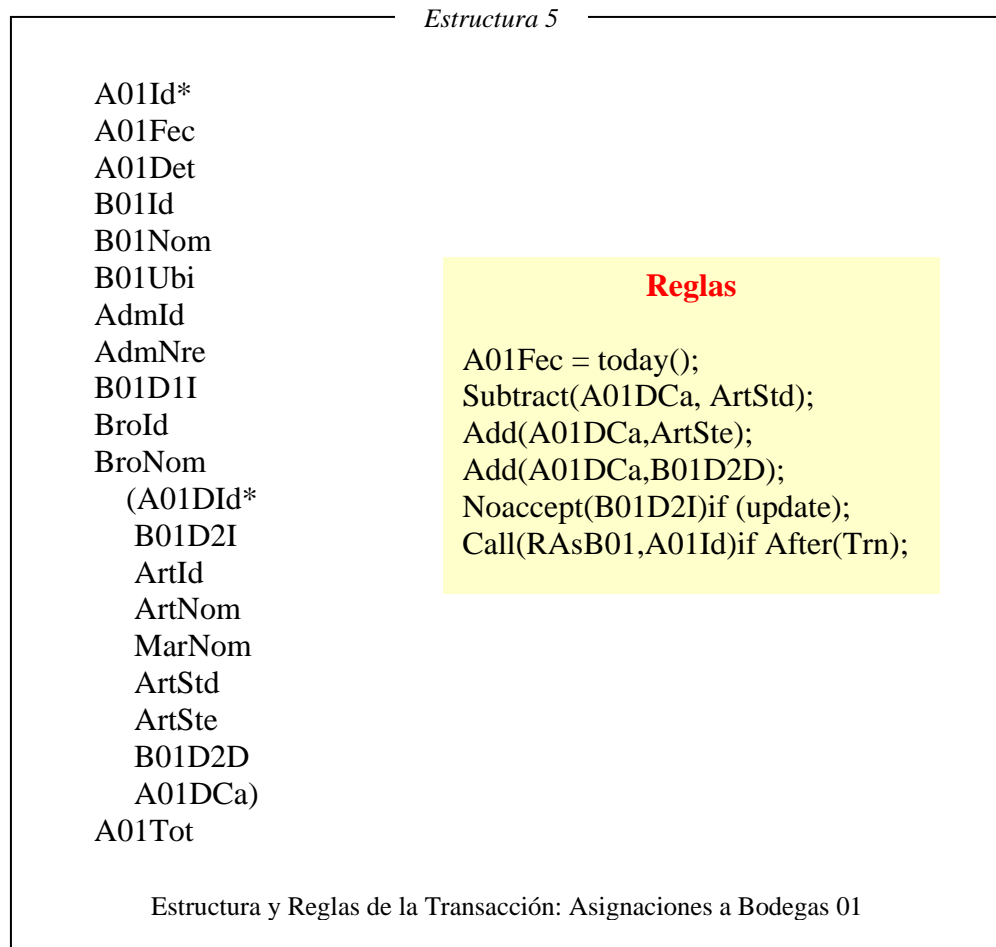 Estructura 5
A01Id*
A01Fec
A01Det
B01Id
B01Nom
B01Ubi
AdmId
AdmNre
B01D1I
BroId
BroNom
(A01DId*
B01D2I
ArtId
ArtNom
MarNom
ArtStd
ArtSte
B01D2D
A01DCa)
A01Tot
Reglas
A01Fec = today();
Subtract(A01DCa, ArtStd);
Add(A01DCa,ArtSte);
Add(A01DCa,B01D2D);
Noaccept(B01D2I)if (update);
Call(RAsB01,A01Id)if After(Trn);
Estructura y Reglas de la Transacción: Asignaciones a Bodegas 01